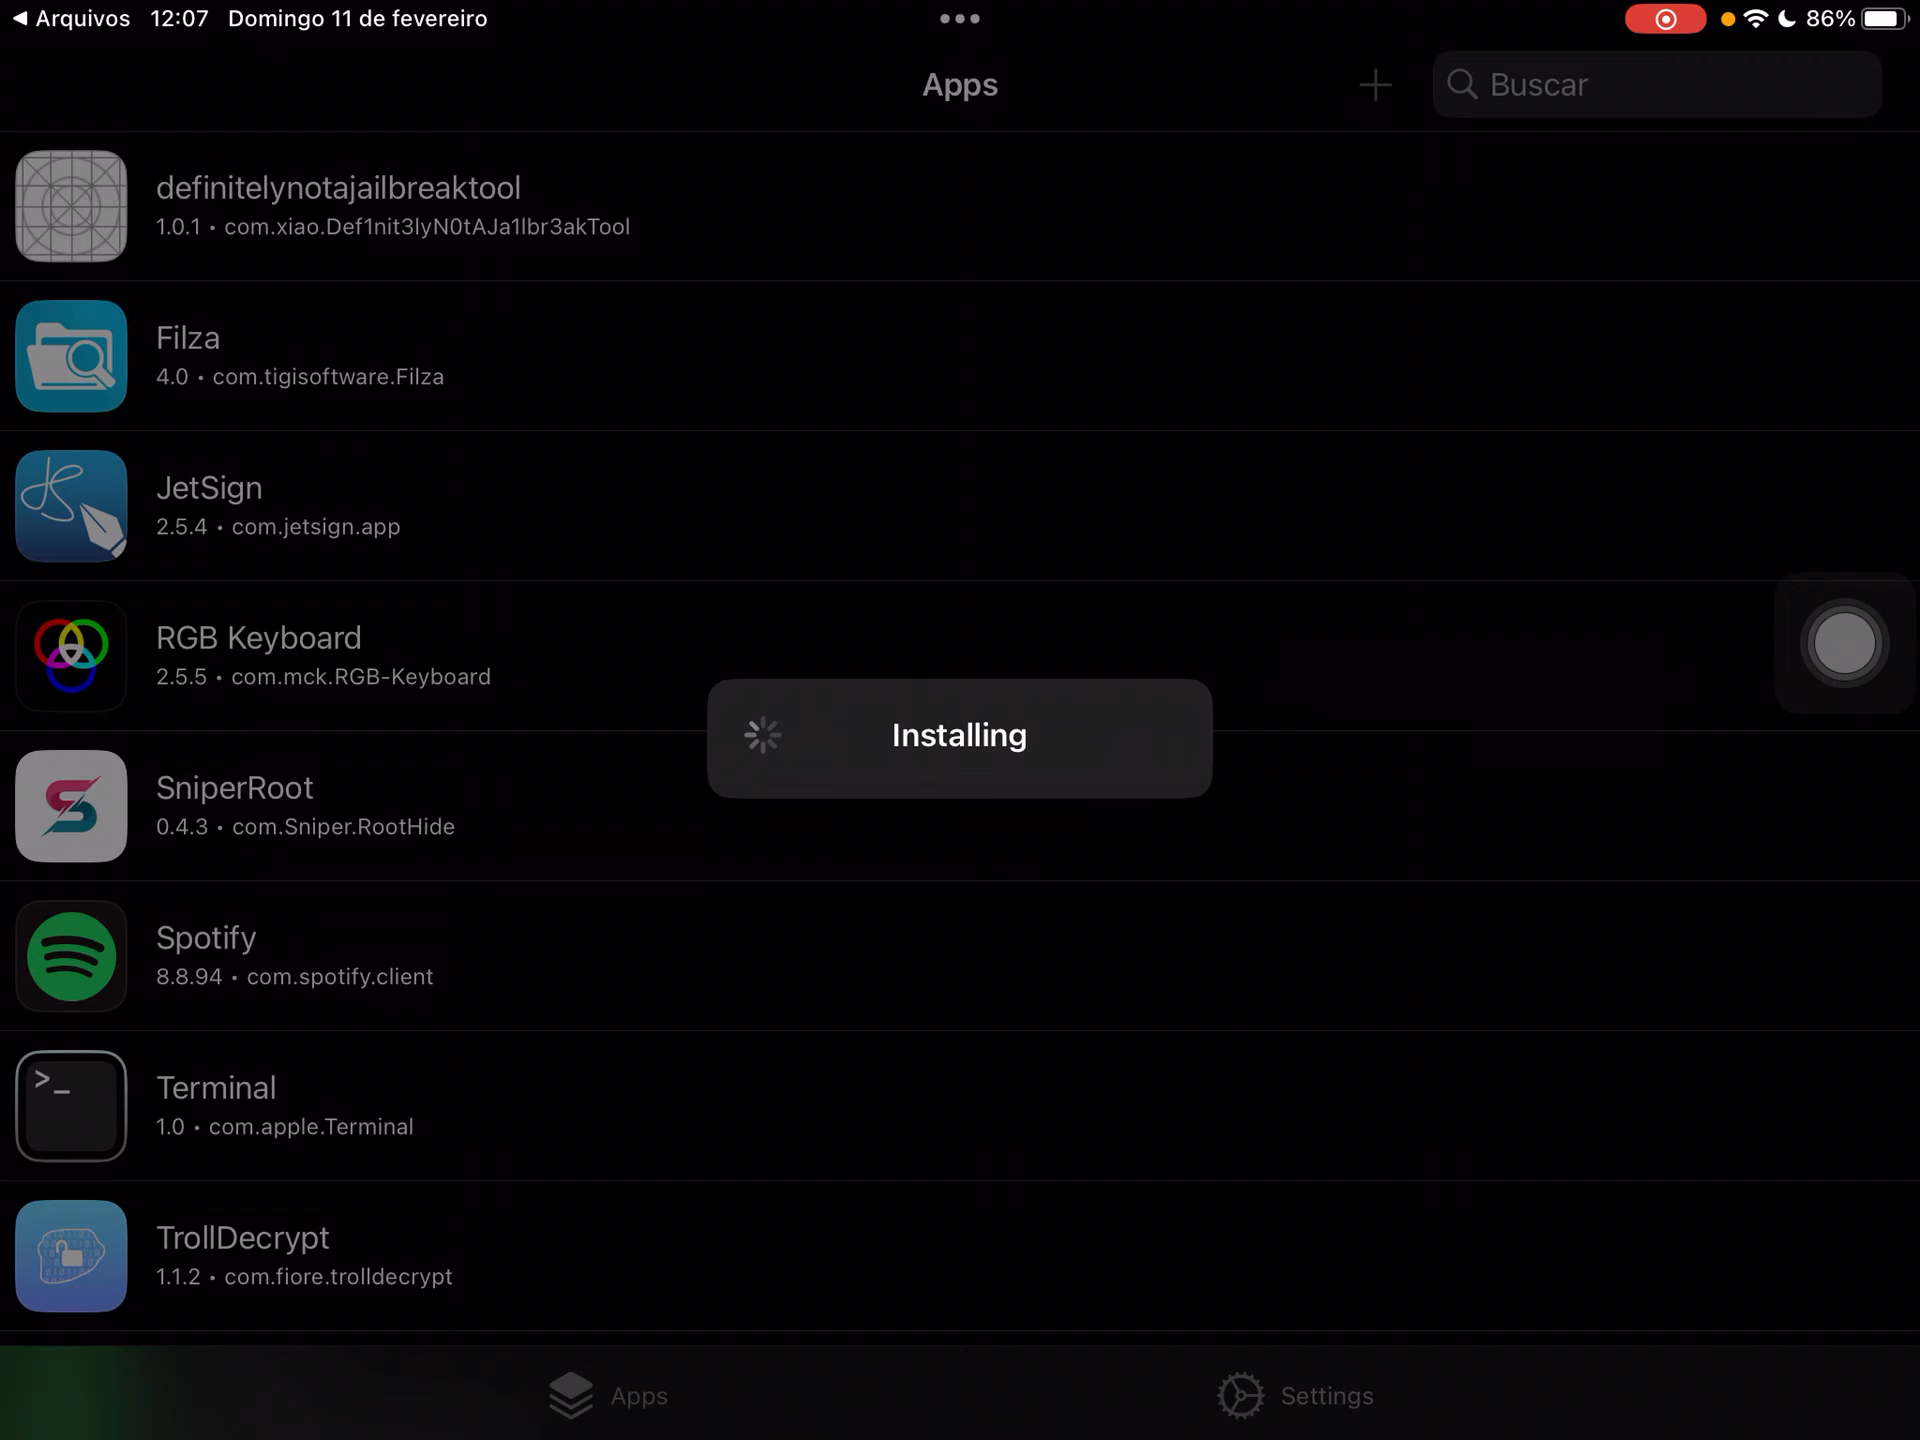 ◀ Arquivos 12:07 Domingo 11 de fevereiro 86%
Apps
Buscar
definitelynotajailbreaktool
1.0.1 • com.xiao.Def1nit3lyN0tAJa1lbr3akTool
Filza
4.0 • com.tigisoftware.Filza
JetSign
2.5.4 • com.jetsign.app
RGB Keyboard
2.5.5 • com.mck.RGB-Keyboard
Installing
SniperRoot
0.4.3 • com.Sniper.RootHide
Spotify
8.8.94 • com.spotify.client
>_
Terminal
1.0 • com.apple.Terminal
TrollDecrypt
1.1.2 • com.fiore.trolldecrypt
Apps
Settings